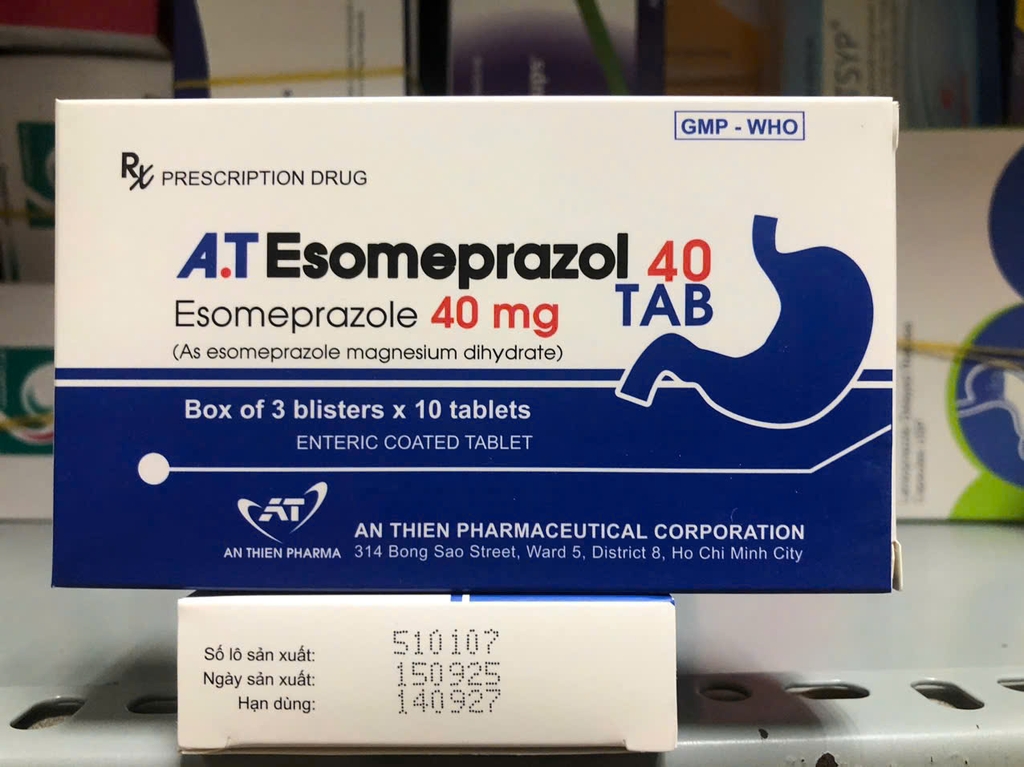 TSYP®
GMP - WHO
Rx PRESCRIPTION DRUG
A.T Esomeprazol 40
TAB
Esomeprazole 40 mg
(As esomeprazole magnesium dihydrate)
Box of 3 blisters x 10 tablets
ENTERIC COATED TABLET
AT
AN THIEN PHARMA
AN THIEN PHARMACEUTICAL CORPORATION
314 Bong Sao Street, Ward 5, District 8, Ho Chi Minh City
Số lô sản xuất: 510107
Ngày sản xuất: 150925
Hạn dùng: 140927